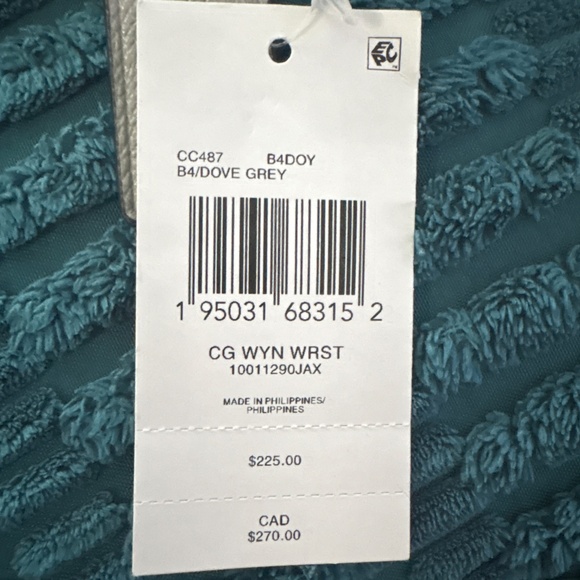 EPC
CC487 B4DOY
B4/DOVE GREY
1 95031 68315 2
CG WYN WRST
10011290JAX
MADE IN PHILIPPINES/
PHILIPPINES
$225.00
CAD
$270.00